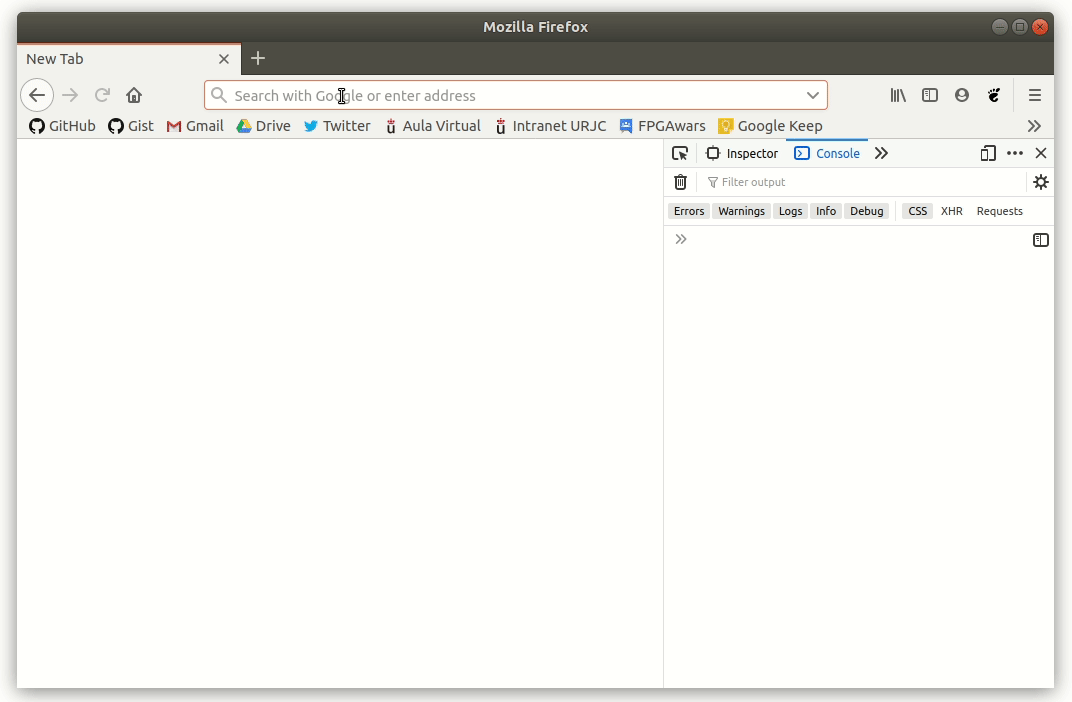 Mozilla Firefox
New Tab
Search with Google or enter address
GitHub Gist Gmail Drive Twitter Aula Virtual Intranet URJC FPGAwars Google Keep
Inspector Console
Filter output
Errors Warnings Logs Info Debug CSS XHR Requests